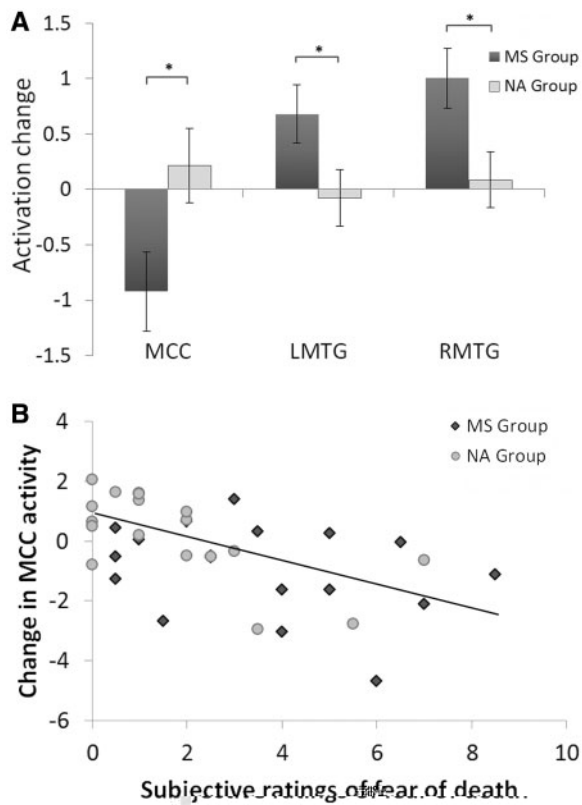 A
1.5
1
0.5
0
-0.5
-1
-1.5
Activation change
*
*
*
MS Group
NA Group
MCC LMTG RMTG
B
4
2
0
-2
-4
-6
Change in MCC activity
MS Group
NA Group
0 2 4 6 8 10
Subjective ratings of fear of death